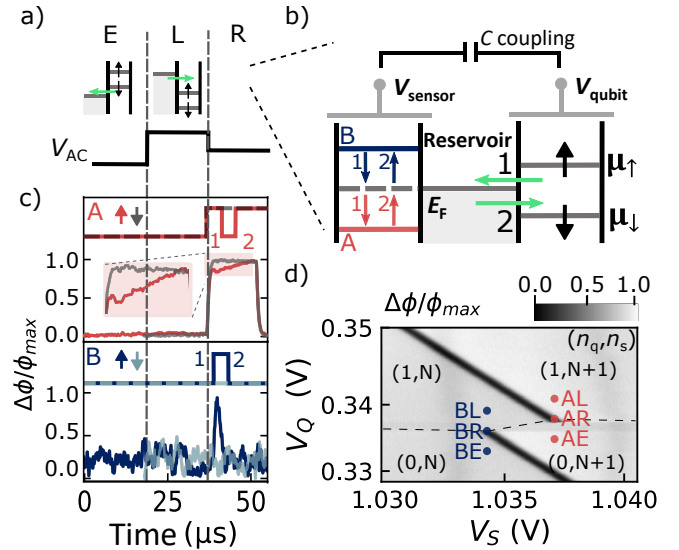 a)
E L R
V_AC
b)
C coupling
V_sensor
V_qubit
B
Reservoir
1 2
1
μ↑
1 2
E_F
2
μ↓
A
c)
A
1 2
1.0
0.5
0.0
B
1 2
1.0
0.5
0.0
Δϕ/ϕ_max
0 25 50
Time (μs)
d)
Δϕ/ϕ_max
0.0 0.5 1.0
(n_q,n_s)
0.35
0.34
0.33
V_Q (V)
(1,N)
(1,N+1)
BL
AL
BR
AR
BE
AE
(0,N)
(0,N+1)
1.030 1.035 1.040
V_S (V)